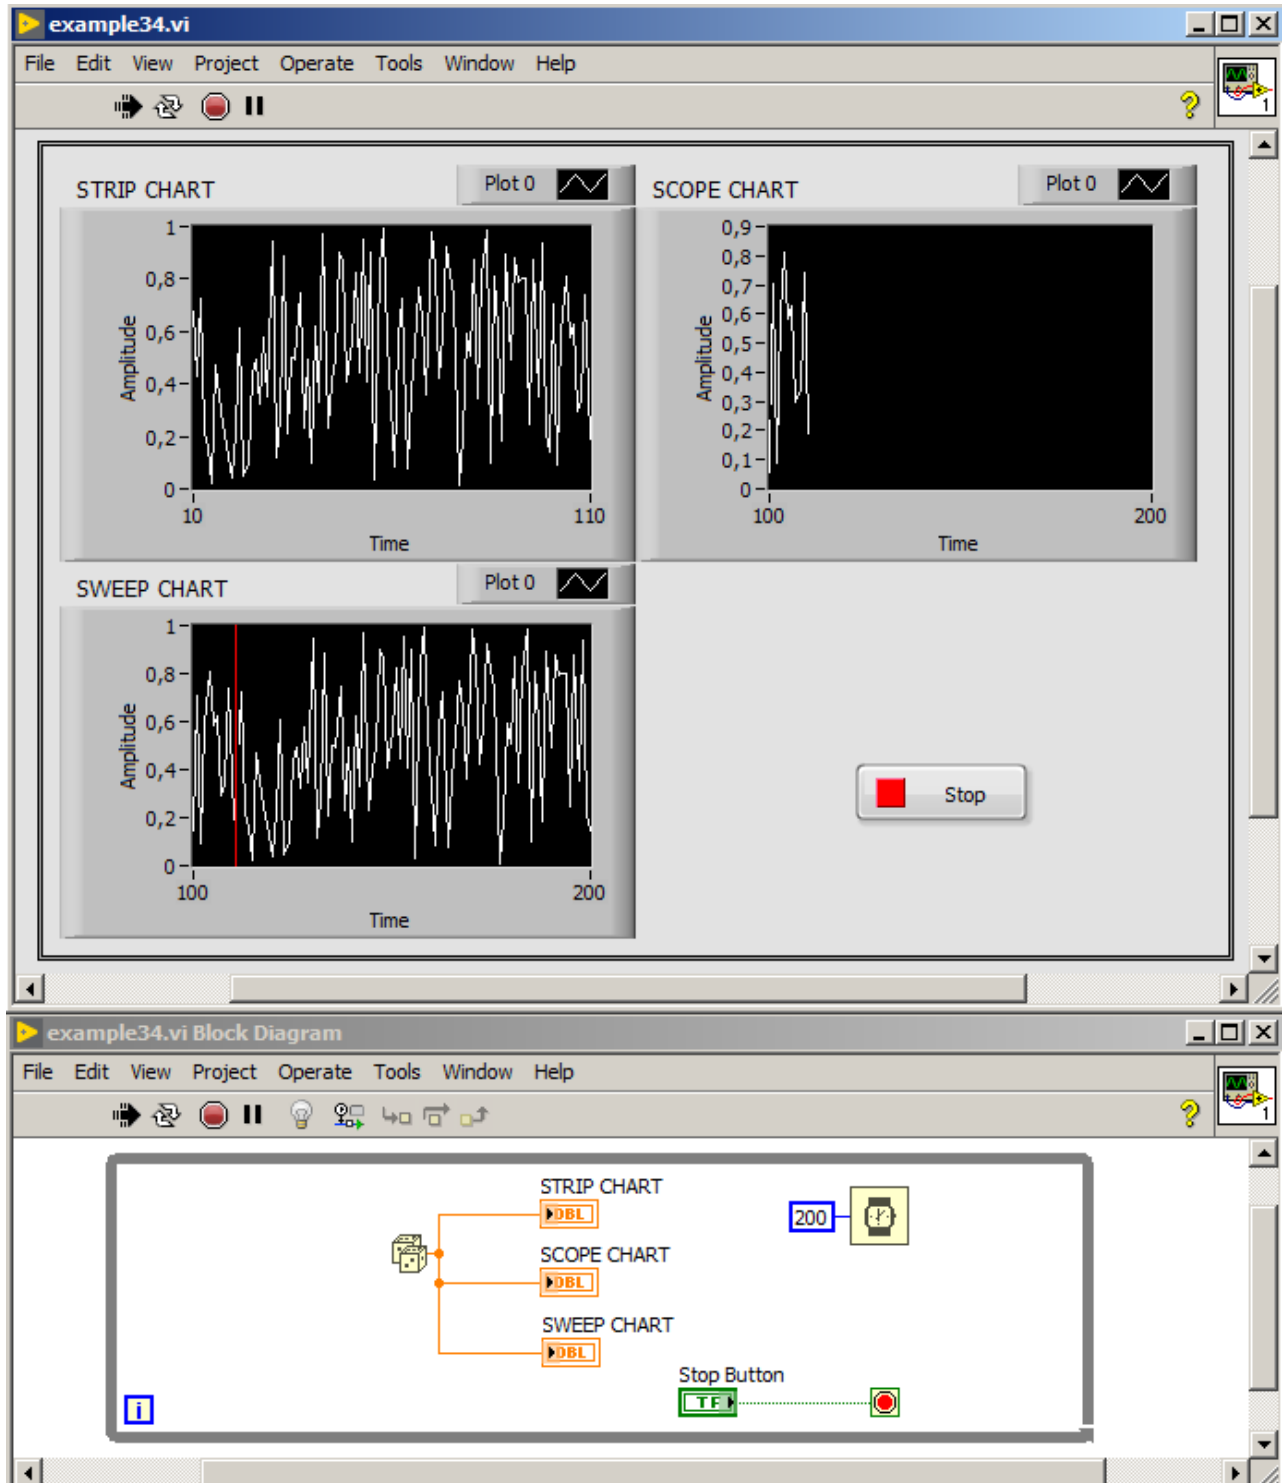 example34.vi
File Edit View Project Operate Tools Window Help
1
STRIP CHART
Plot 0
1
0,8
0,6
0,4
0,2
0
Amplitude
10 110
Time
SCOPE CHART
Plot 0
0,9
0,8
0,7
0,6
0,5
0,4
0,3
0,2
0,1
0
Amplitude
100 200
Time
SWEEP CHART
Plot 0
1
0,8
0,6
0,4
0,2
0
Amplitude
100 200
Time
Stop
example34.vi Block Diagram
File Edit View Project Operate Tools Window Help
1
STRIP CHART
DBL
200
SCOPE CHART
DBL
SWEEP CHART
DBL
Stop Button
TF
i